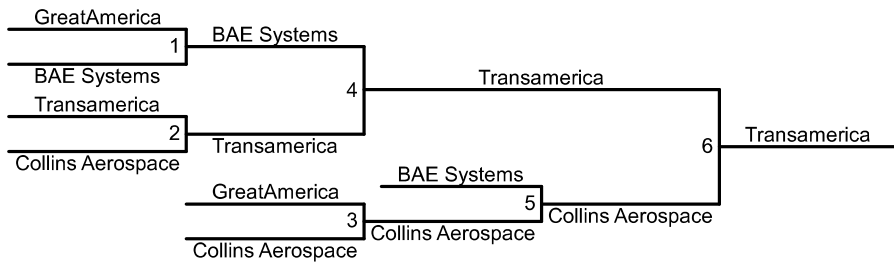 GreatAmerica
1
BAE Systems
BAE Systems
Transamerica
2
Collins Aerospace
Transamerica
4
Transamerica
GreatAmerica
3
Collins Aerospace
BAE Systems
5
Collins Aerospace
Collins Aerospace
6
Transamerica